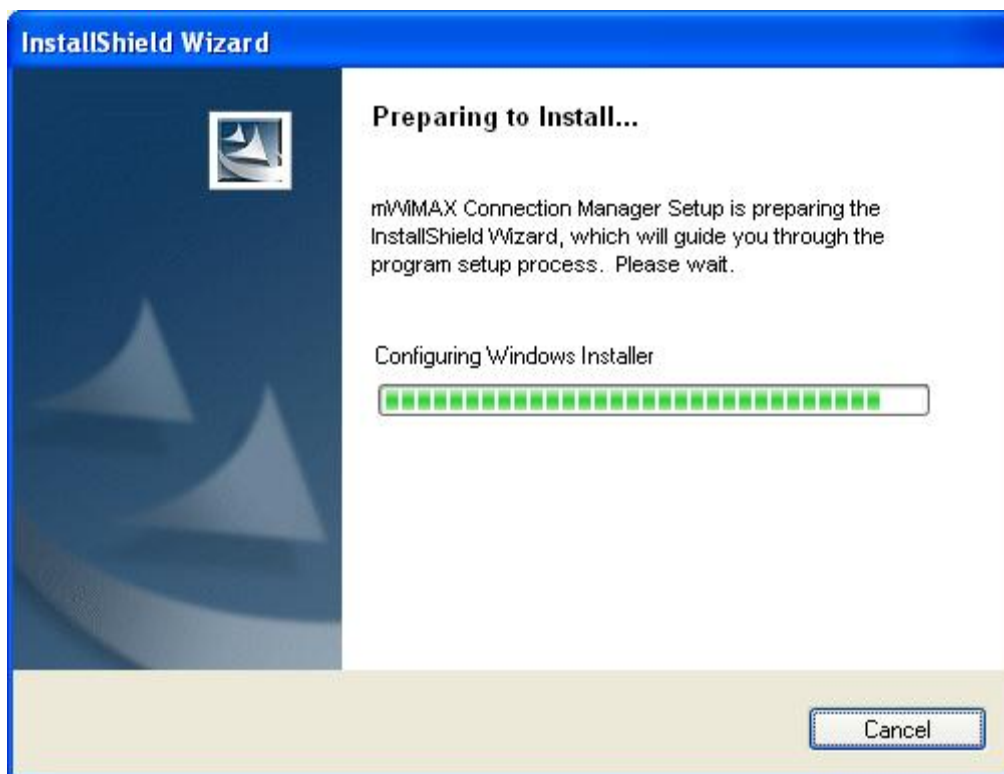 InstallShield Wizard
Preparing to Install...
mWiMAX Connection Manager Setup is preparing the
InstallShield Wizard, which will guide you through the
program setup process.  Please wait.
Configuring Windows Installer
Cancel